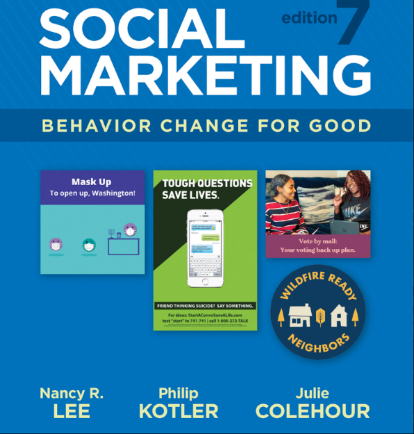 SOCIAL
edition 7
MARKETING
BEHAVIOR CHANGE FOR GOOD
Mask Up
To open up, Washington!
TOUGH QUESTIONS
SAVE LIVES.
FRIEND THINKING SUICIDE? SAY SOMETHING.
Vote by mail:
Your voting back up plan.
WILDFIRE READY
NEIGHBORS
Nancy R.
LEE
Philip
KOTLER
Julie
COLEHOUR